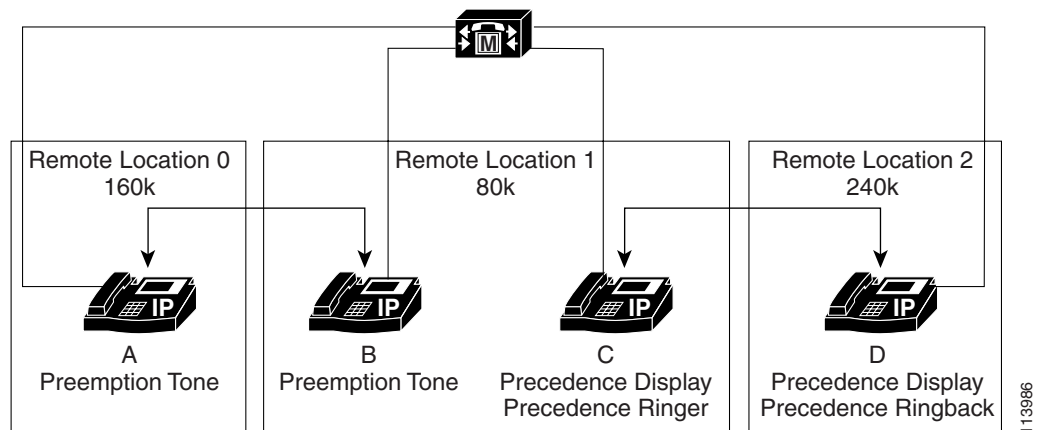 M
Remote Location 0
160k
Remote Location 1
80k
Remote Location 2
240k
IP
IP
IP
IP
A
Preemption Tone
B
Preemption Tone
C
Precedence Display
Precedence Ringer
D
Precedence Display
Precedence Ringback
113986